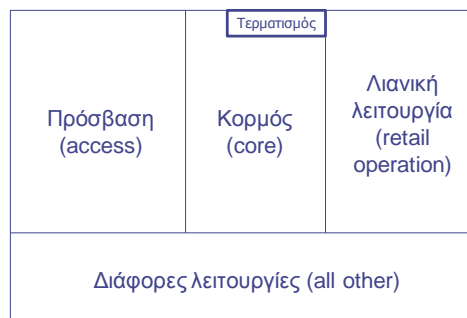 Τερματισμός
Πρόσβαση
(access)
Κορμός
(core)
Λιανική
λειτουργία
(retail
operation)
Διάφορες λειτουργίες (all other)